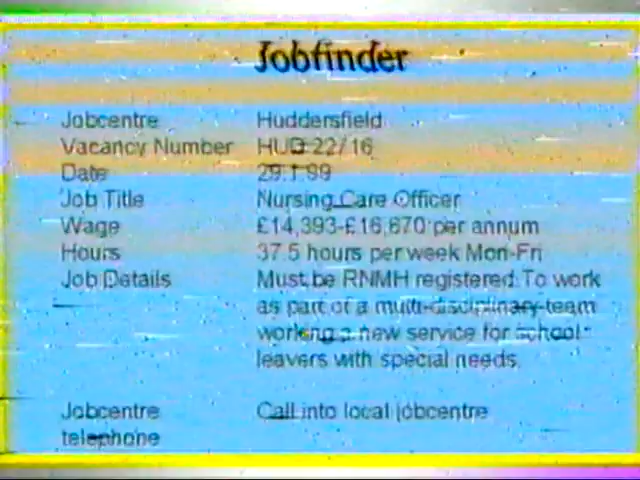 Jobfinder
Jobcentre Huddersfield
Vacancy Number HUD 22/16
Date 29.1.99
Job Title Nursing Care Officer
Wage £14,393-£16,670 per annum
Hours 37.5 hours per week Mon-Fri
Job Details Must be RNMH registered. To work
as part of a multi-disciplinary team
working a new service for school
leavers with special needs.
Jobcentre Call into local jobcentre
telephone